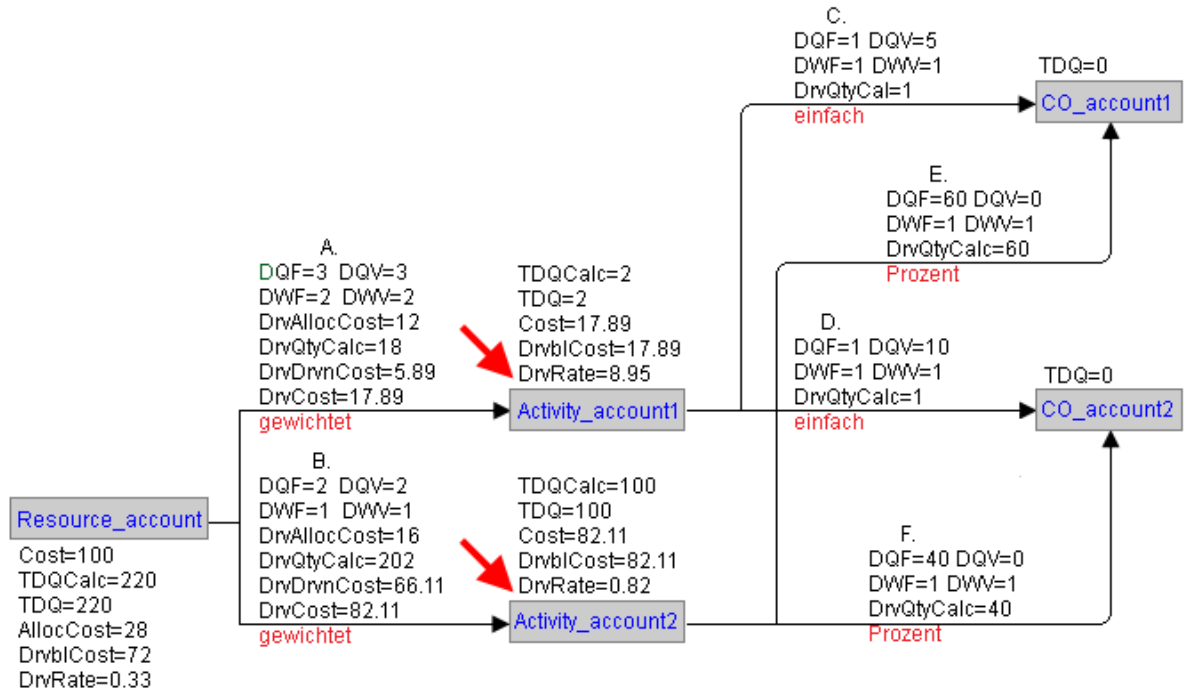 C.
DQF=1 DQV=5
DWF=1 DWV=1
DrvQtyCal=1
einfach
TDQ=0
CO_account1
E.
DQF=60 DQV=0
DWF=1 DWV=1
DrvQtyCalc=60
Prozent
A.
DQF=3 DQV=3
DWF=2 DWV=2
DrvAllocCost=12
DrvQtyCalc=18
DrvDrvnCost=5.89
DrvCost=17.89
gewichtet
TDQCalc=2
TDQ=2
Cost=17.89
DrvblCost=17.89
DrvRate=8.95
Activity_account1
D.
DQF=1 DQV=10
DWF=1 DWV=1
DrvQtyCalc=1
einfach
TDQ=0
CO_account2
B.
DQF=2 DQV=2
DWF=1 DWV=1
DrvAllocCost=16
DrvQtyCalc=202
DrvDrvnCost=66.11
DrvCost=82.11
gewichtet
TDQCalc=100
TDQ=100
Cost=82.11
DrvblCost=82.11
DrvRate=0.82
Activity_account2
F.
DQF=40 DQV=0
DWF=1 DWV=1
DrvQtyCalc=40
Prozent
Resource_account
Cost=100
TDQCalc=220
TDQ=220
AllocCost=28
DrvblCost=72
DrvRate=0.33